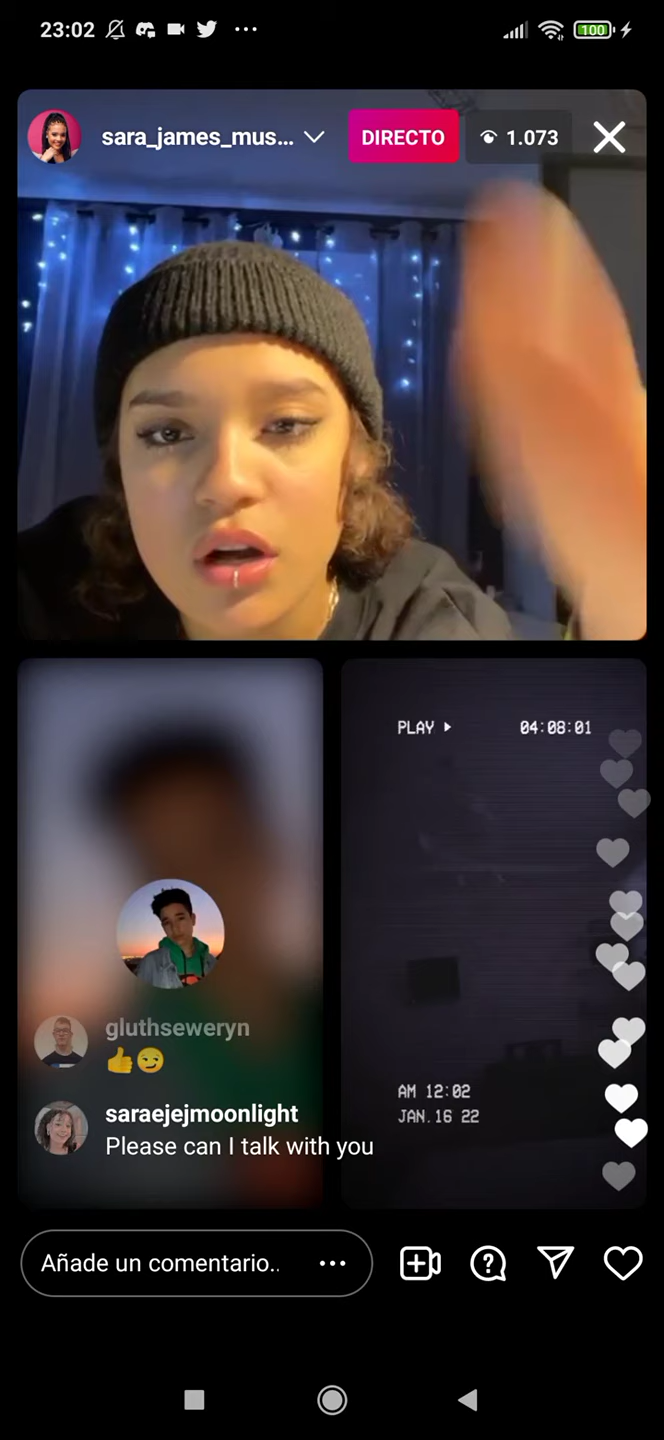 23:02
100
sara_james_mus...
DIRECTO
1.073
PLAY
04:08:01
gluthseweryn
👍😏
AM 12:02
JAN.16 22
saraejejmoonlight
Please can I talk with you
Añade un comentario..